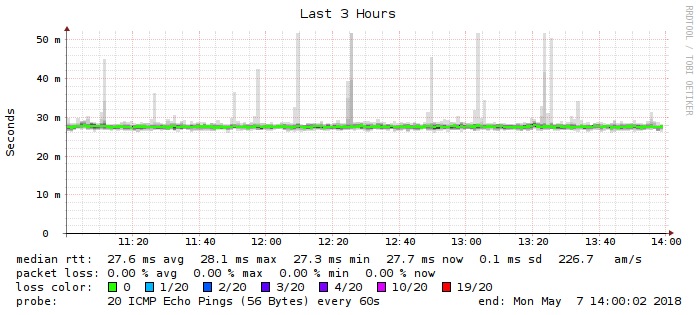 Last 3 Hours
RRDTOOL / TOBI OETIKER
Seconds
50 m
40 m
30 m
20 m
10 m
0
11:20 11:40 12:00 12:20 12:40 13:00 13:20 13:40 14:00
median rtt: 27.6 ms avg 28.1 ms max 27.3 ms min 27.7 ms now 0.1 ms sd 226.7 am/s
packet loss: 0.00 % avg 0.00 % max 0.00 % min 0.00 % now
loss color: 0 1/20 2/20 3/20 4/20 10/20 19/20
probe: 20 ICMP Echo Pings (56 Bytes) every 60s end: Mon May 7 14:00:02 2018